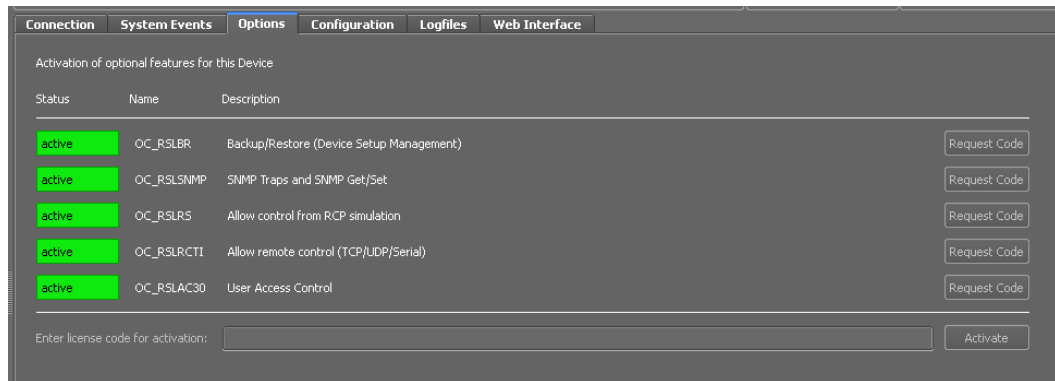 Connection System Events Options Configuration Logfiles Web Interface
Activation of optional features for this Device
Status Name Description
active OC_RSLBR Backup/Restore (Device Setup Management) Request Code
active OC_RSLSNMP SNMP Traps and SNMP Get/Set Request Code
active OC_RSLRS Allow control from RCP simulation Request Code
active OC_RSLRCTI Allow remote control (TCP/UDP/Serial) Request Code
active OC_RSLAC30 User Access Control Request Code
Enter license code for activation: Activate